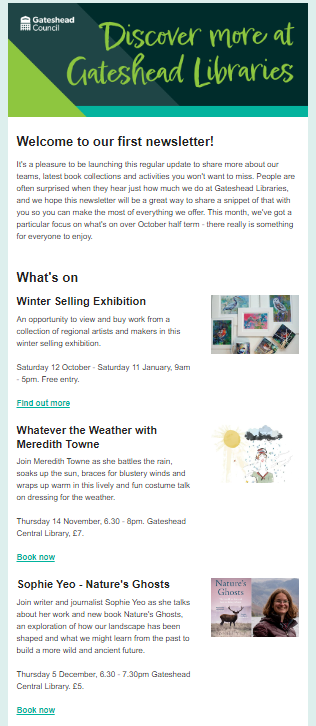 Gateshead
Council
Discover more at
Gateshead Libraries
Welcome to our first newsletter!
It's a pleasure to be launching this regular update to share more about our
teams, latest book collections and activities you won't want to miss. People are
often surprised when they hear just how much we do at Gateshead Libraries,
and we hope this newsletter will be a great way to share a snippet of that with
you so you can make the most of everything we offer. This month, we've got a
particular focus on what's on over October half term - there really is something
for everyone to enjoy.
What's on
Winter Selling Exhibition
An opportunity to view and buy work from a
collection of regional artists and makers in this
winter selling exhibition.
Saturday 12 October - Saturday 11 January, 9am
- 5pm. Free entry.
Find out more
Whatever the Weather with
Meredith Towne
Join Meredith Towne as she battles the rain,
soaks up the sun, braces for blustery winds and
wraps up warm in this lively and fun costume talk
on dressing for the weather.
Thursday 14 November, 6.30 - 8pm. Gateshead
Central Library, £7.
Book now
Sophie Yeo - Nature's Ghosts
Join writer and journalist Sophie Yeo as she talks
about her work and new book Nature's Ghosts,
an exploration of how our landscape has been
shaped and what we might learn from the past to
build a more wild and ancient future.
Thursday 5 December, 6.30 - 7.30pm Gateshead
Central Library. £5.
Book now
Nature's
Ghosts